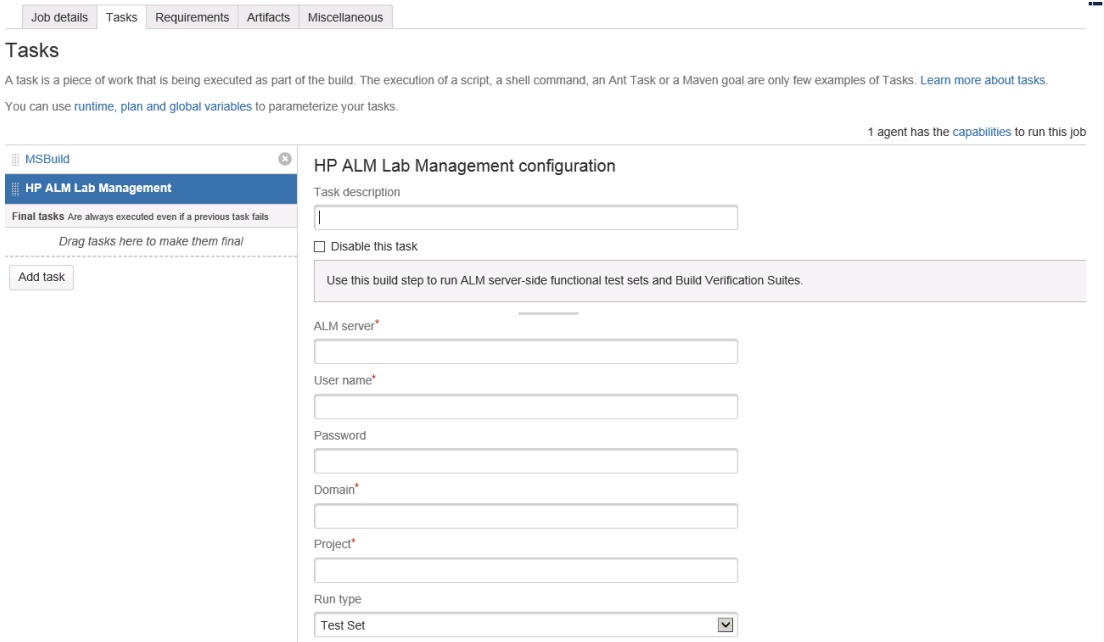 Job details Tasks Requirements Artifacts Miscellaneous
Tasks
A task is a piece of work that is being executed as part of the build. The execution of a script, a shell command, an Ant Task or a Maven goal are only few examples of Tasks. Learn more about tasks.
You can use runtime, plan and global variables to parameterize your tasks.
1 agent has the capabilities to run this job
MSBuild
HP ALM Lab Management
Final tasks Are always executed even if a previous task fails
Drag tasks here to make them final
Add task
HP ALM Lab Management configuration
Task description
Disable this task
Use this build step to run ALM server-side functional test sets and Build Verification Suites.
ALM server*
User name*
Password
Domain*
Project*
Run type
Test Set